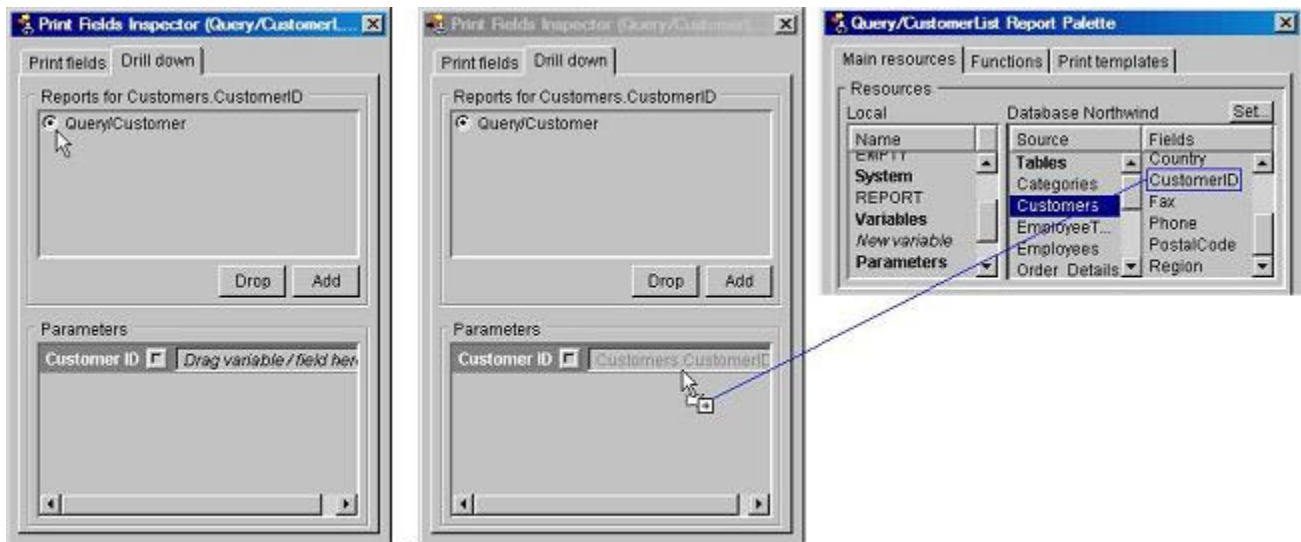 Print Fields Inspector (Query/CustomerL...
Print fields Drill down
Reports for Customers.CustomerID
Query/Customer
Drop Add
Parameters
Customer ID Drag variable / field her
Print Fields Inspector (Query/Customer
Print fields Drill down
Reports for Customers.CustomerID
Query/Customer
Drop Add
Parameters
Customer ID Customers.CustomerID
Query/CustomerList Report Palette
Main resources Functions Print templates
Resources
Local Database Northwind Set...
Name Source Fields
EMPTY Tables Country
System Categories CustomerID
REPORT Customers Fax
Variables EmployeeT... Phone
New variable Employees PostalCode
Parameters Order Details Region